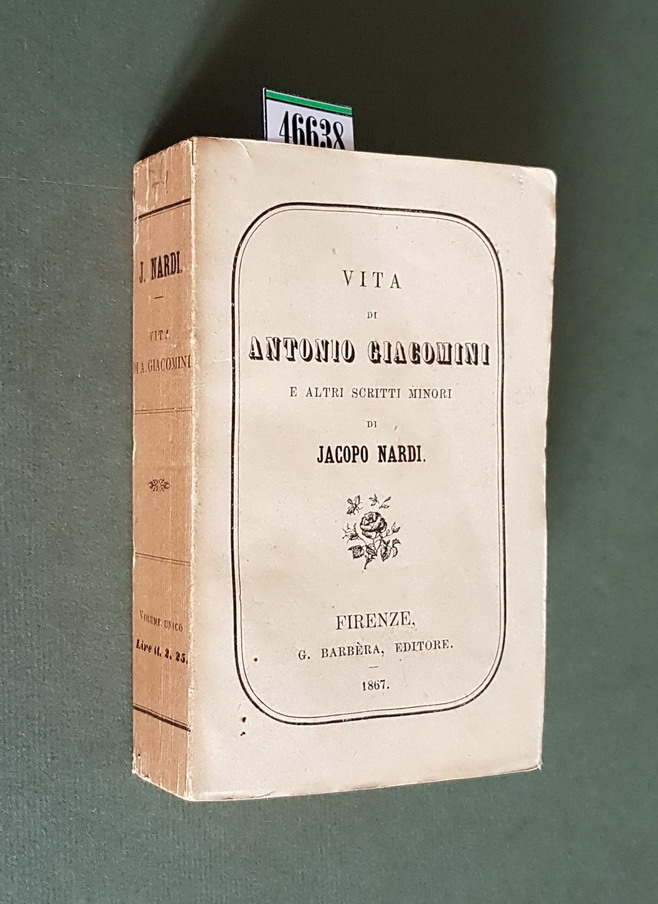 46638
J. NARDI.
VITA
DI A. GIACOMINI
VOLUME UNICO
Lire it. 2. 25.
VITA
DI
ANTONIO GIACOMINI
E ALTRI SCRITTI MINORI
DI
JACOPO NARDI.
FIRENZE,
G. BARBÈRA, EDITORE.
1867.